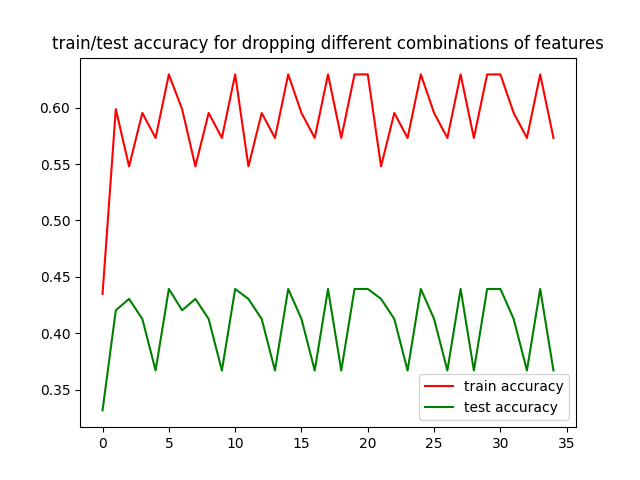 train/test accuracy for dropping different combinations of features
0.60
0.55
0.50
0.45
0.40
0.35
train accuracy
test accuracy
0 5 10 15 20 25 30 35